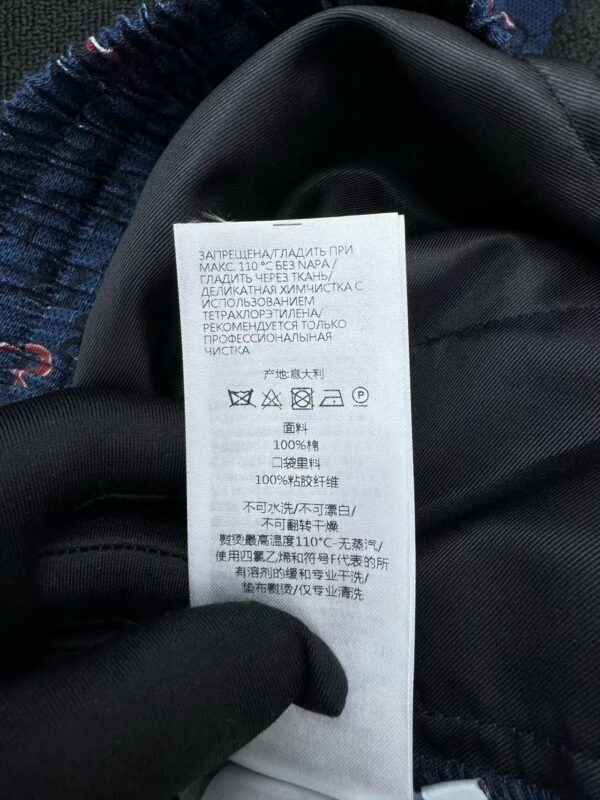 ЗАПРЕЩЕНА/ГЛАДИТЬ ПРИ
МАКС. 110 °C БЕЗ NAPA /
ГЛАДИТЬ ЧЕРЕЗ ТКАНЬ/
ДЕЛИКАТНАЯ ХИМЧИСТКА С
ИСПОЛЬЗОВАНИЕМ
ТЕТРАХЛОРЭТИЛЕНА/
РЕКОМЕНДУЕТСЯ ТОЛЬКО
ПРОФЕССИОНАЛЫНАЯ
ЧИСТКА
产地:意大利
P
面料
100%棉
口袋里料
100%粘胶纤维
不可水洗/不可漂白/
不可翻转干燥
熨烫最高温度110°C-无蒸汽/
使用四氯乙烯和符号F代表的所
有溶剂的缓和专业干洗/
垫布熨烫/仅专业清洗